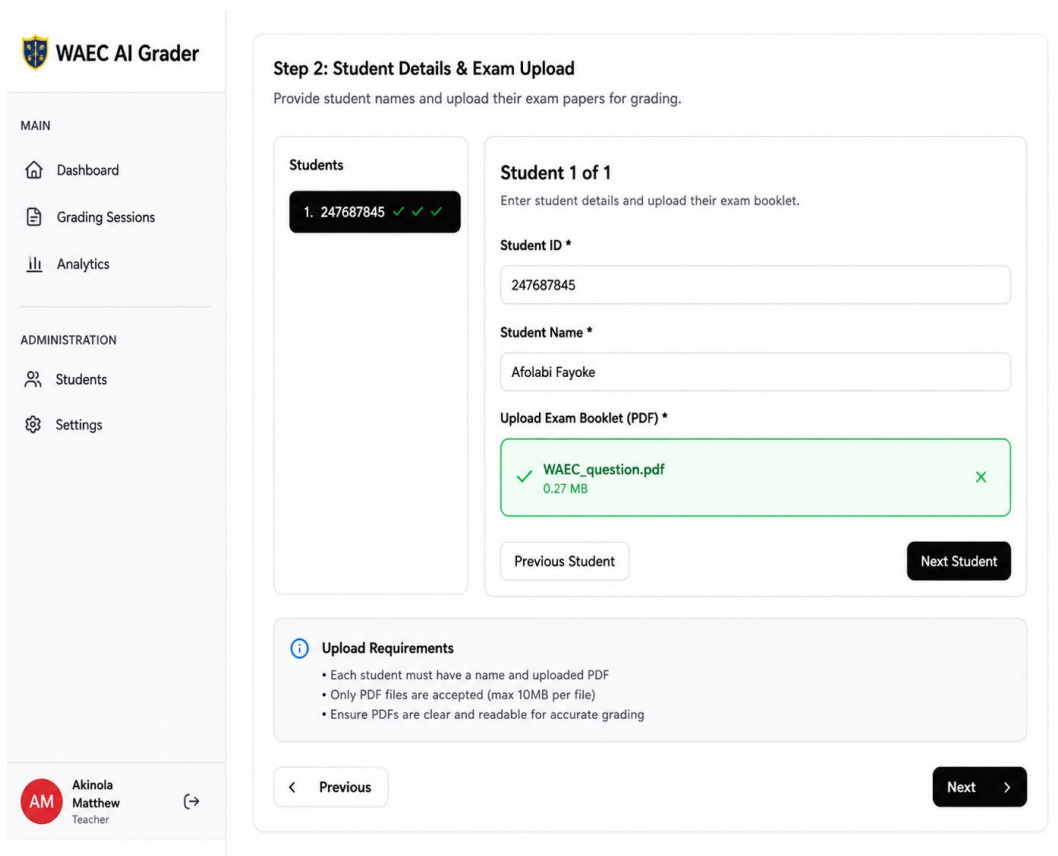 WAEC AI Grader
MAIN
Dashboard
Grading Sessions
Analytics
ADMINISTRATION
Students
Settings
AM
Akinola
Matthew
Teacher
Step 2: Student Details & Exam Upload
Provide student names and upload their exam papers for grading.
Students
1. 247687845 ✓ ✓ ✓
Student 1 of 1
Enter student details and upload their exam booklet.
Student ID *
247687845
Student Name *
Afolabi Fayoke
Upload Exam Booklet (PDF) *
WAEC_question.pdf
0.27 MB
Previous Student
Next Student
Upload Requirements
• Each student must have a name and uploaded PDF
• Only PDF files are accepted (max 10MB per file)
• Ensure PDFs are clear and readable for accurate grading
Previous
Next